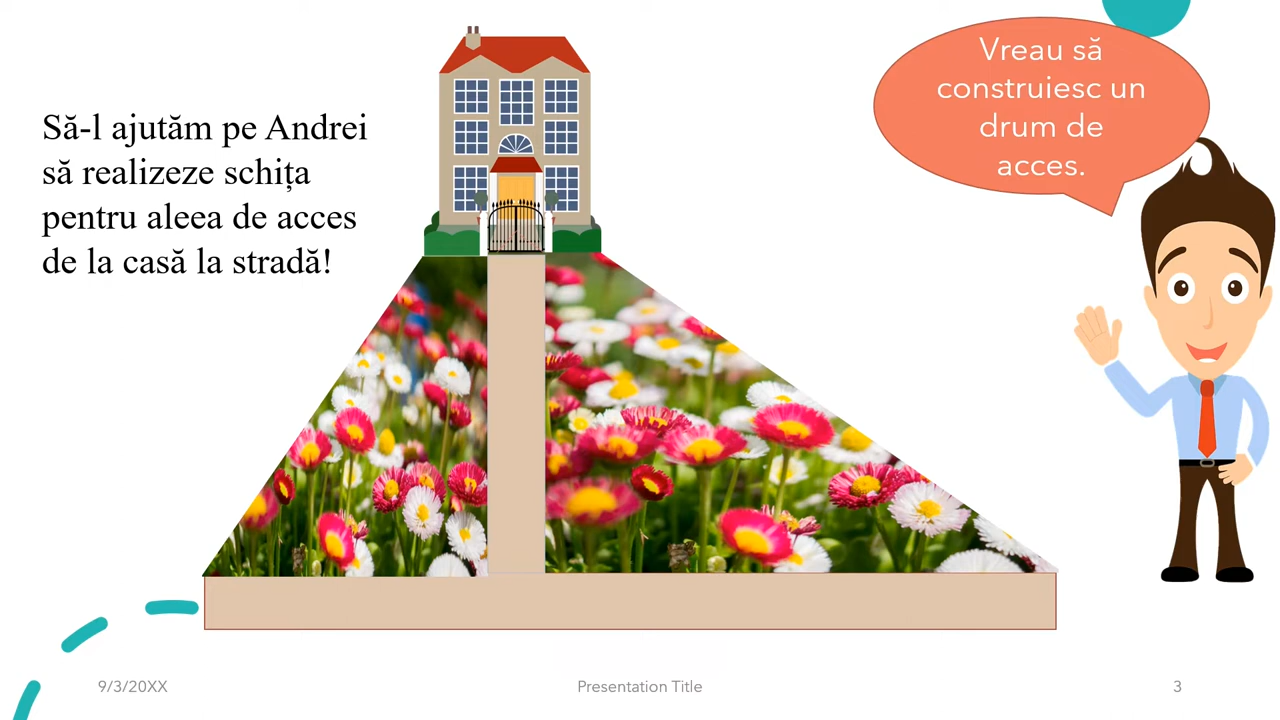 Să-l ajutăm pe Andrei
să realizeze schița
pentru aleea de acces
de la casă la stradă!
Vreau să
construiesc un
drum de
acces.
9/3/20XX
Presentation Title
3